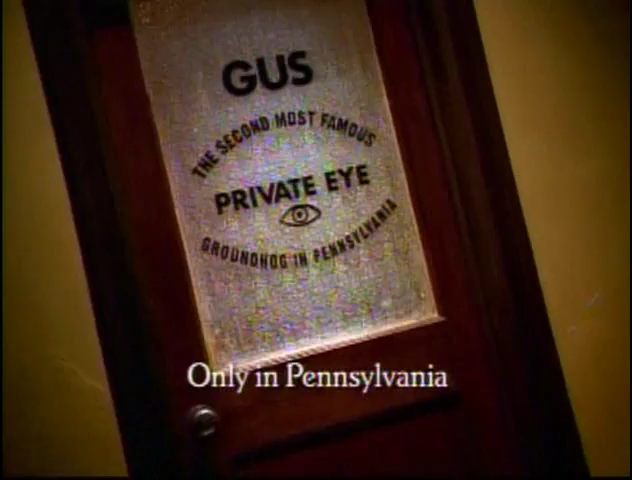 GUS
THE SECOND MOST FAMOUS
PRIVATE EYE
GROUNDHOG IN PENNSYLVANIA
Only in Pennsylvania